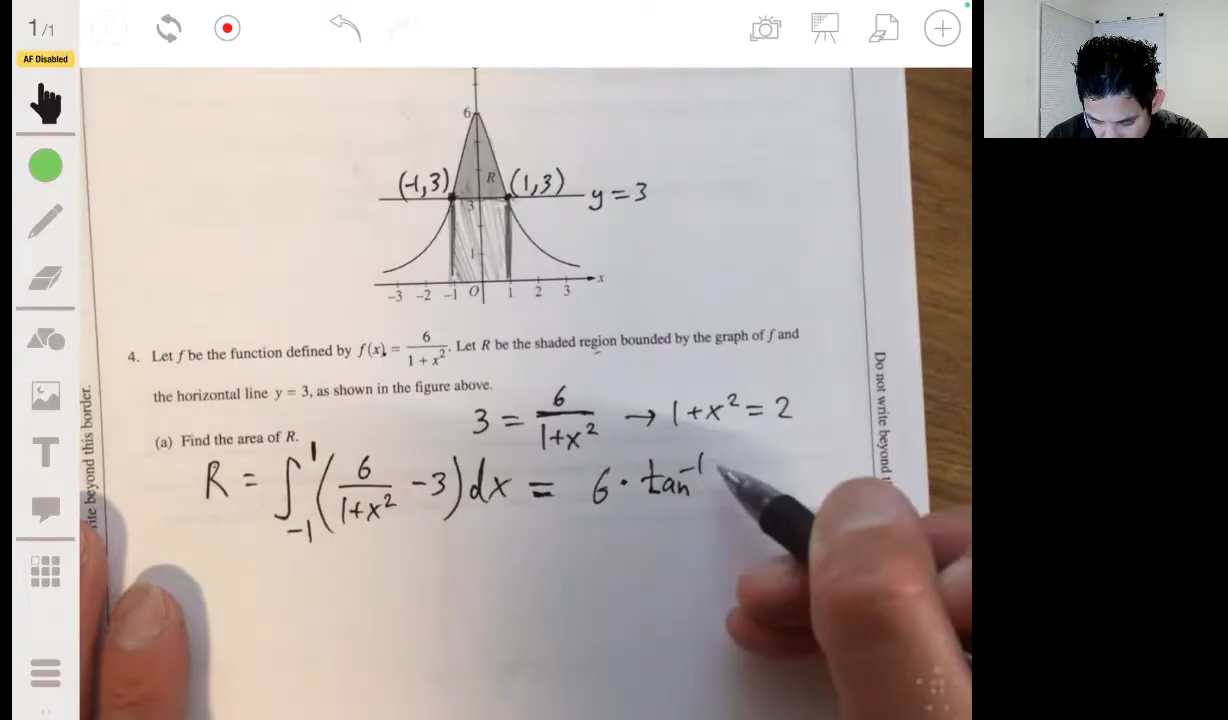 1/1
AF Disabled
6
(-1,3)
R
(1,3)
y = 3
3
1
-3 -2 -1 O 1 2 3 x
4. Let f be the function defined by f(x) = 6/(1 + x²). Let R be the shaded region bounded by the graph of f and
the horizontal line y = 3, as shown in the figure above.
3 = 6/(1+x²) → 1+x² = 2
(a) Find the area of R.
R = ∫₋₁¹ (6/(1+x²) - 3) dx = 6 · tan⁻¹
ite beyond this border.
Do not write beyond
T